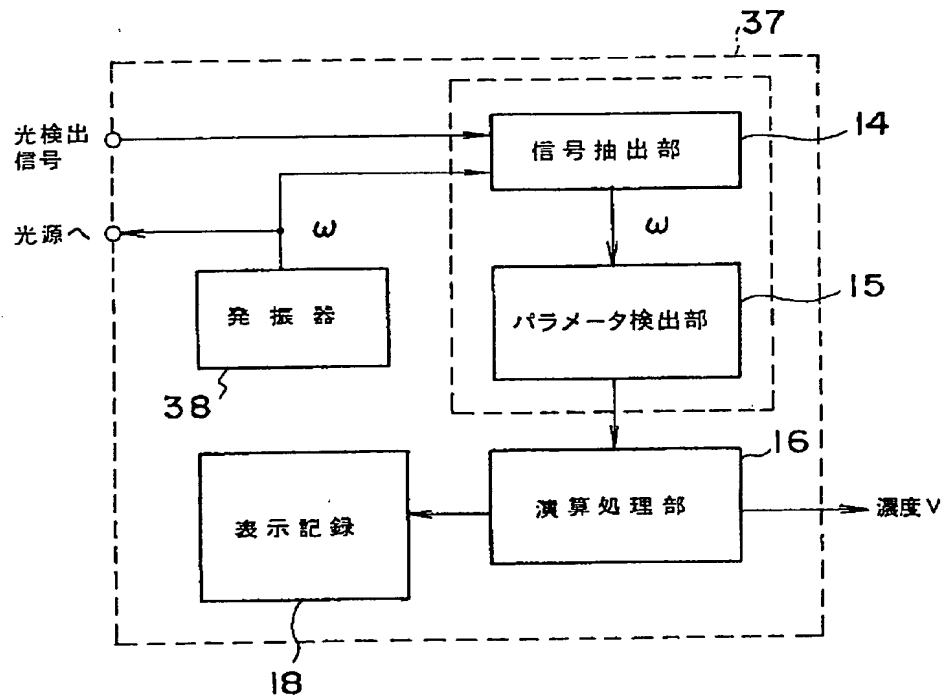 37
光検出
信号
信号抽出部
14
光源へ
ω
ω
発振器
38
パラメータ検出部
15
16
演算処理部
濃度V
表示記録
18